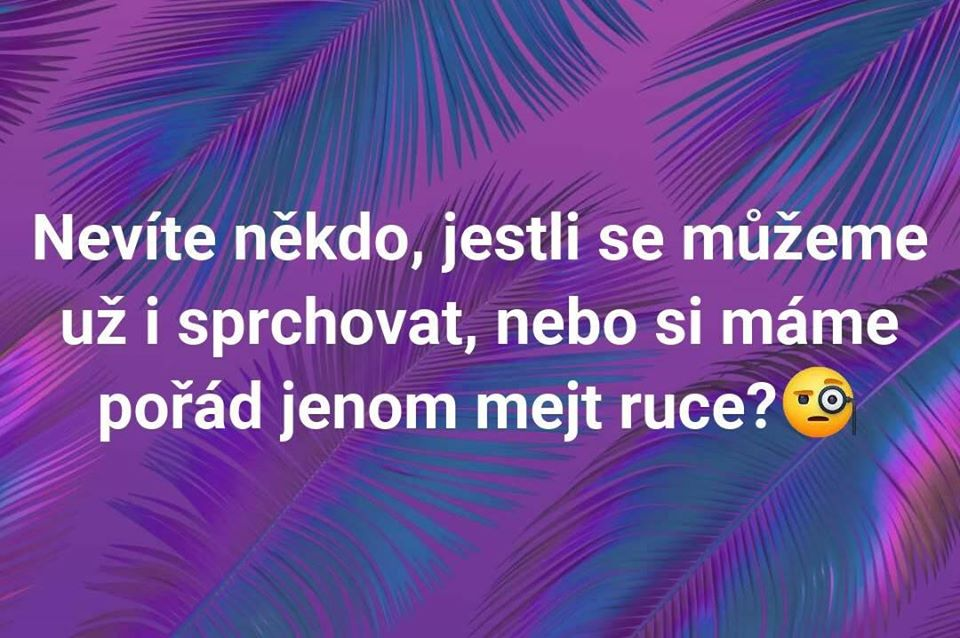 Nevíte někdo, jestli se můžeme
už i sprchovat, nebo si máme
pořád jenom mejt ruce?🧐